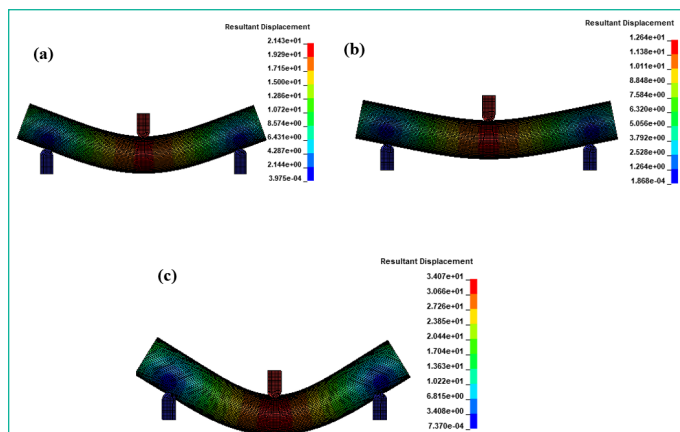 (a)
Resultant Displacement
2.143e+01
1.929e+01
1.715e+01
1.500e+01
1.286e+01
1.072e+01
8.574e+00
6.431e+00
4.287e+00
2.144e+00
3.975e-04
(b)
Resultant Displacement
1.264e+01
1.138e+01
1.011e+01
8.848e+00
7.584e+00
6.320e+00
5.056e+00
3.792e+00
2.528e+00
1.264e+00
1.868e-04
(c)
Resultant Displacement
3.407e+01
3.066e+01
2.726e+01
2.385e+01
2.044e+01
1.704e+01
1.363e+01
1.022e+01
6.815e+00
3.408e+00
7.370e-04